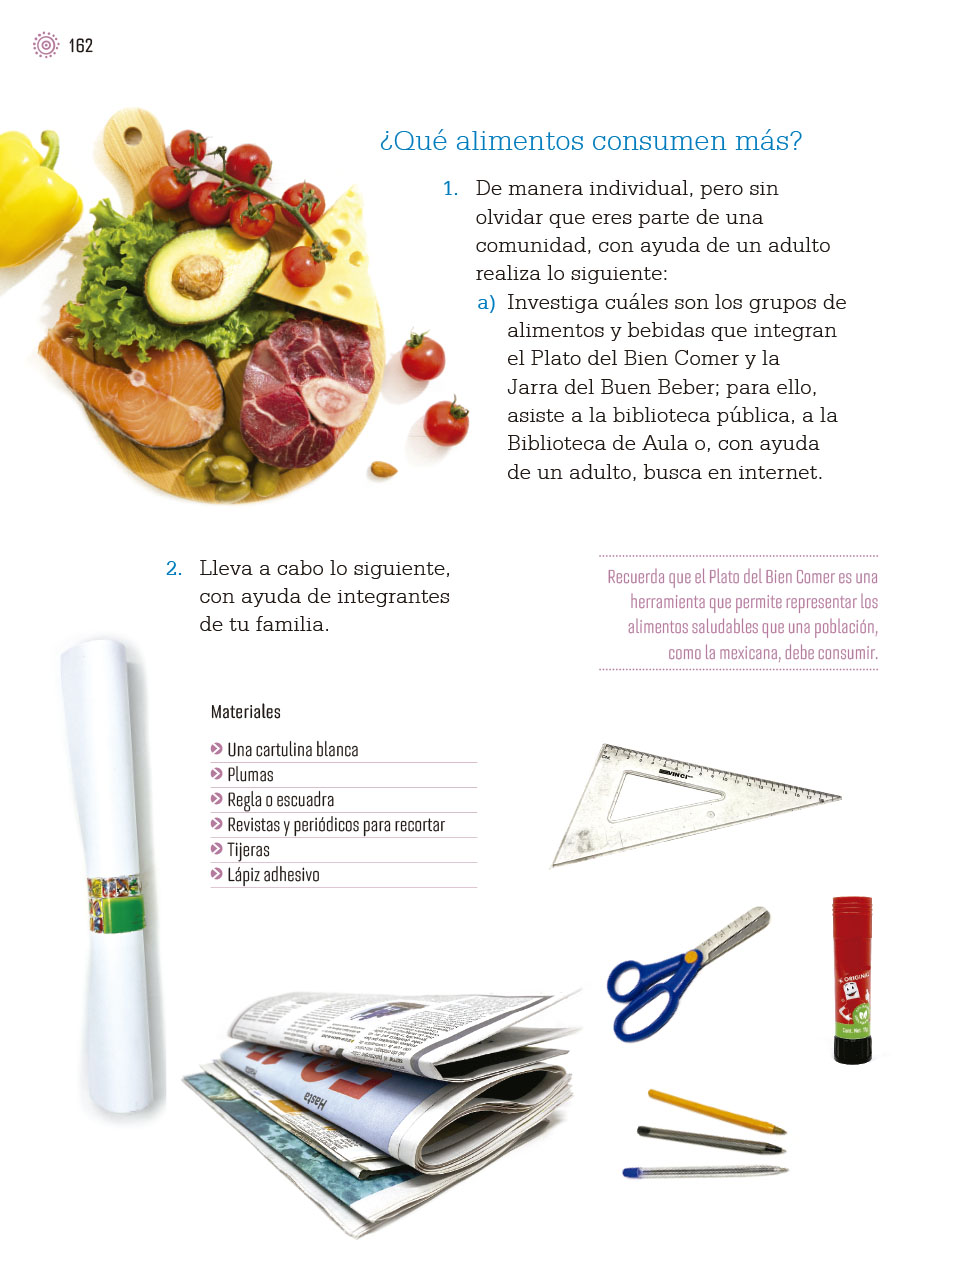 162
¿Qué alimentos consumen más?
1. De manera individual, pero sin
olvidar que eres parte de una
comunidad, con ayuda de un adulto
realiza lo siguiente:
a) Investiga cuáles son los grupos de
alimentos y bebidas que integran
el Plato del Bien Comer y la
Jarra del Buen Beber; para ello,
asiste a la biblioteca pública, a la
Biblioteca de Aula o, con ayuda
de un adulto, busca en internet.
2. Lleva a cabo lo siguiente,
con ayuda de integrantes
de tu familia.
Recuerda que el Plato del Bien Comer es una
herramienta que permite representar los
alimentos saludables que una población,
como la mexicana, debe consumir.
Materiales
Una cartulina blanca
Plumas
Regla o escuadra
Revistas y periódicos para recortar
Tijeras
Lápiz adhesivo
VINCI
ORIGINAL
Hasta